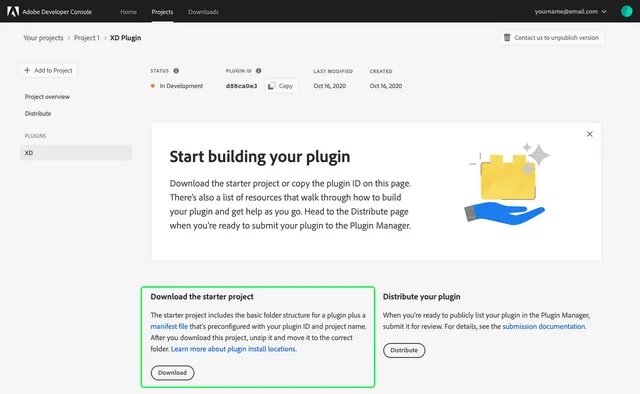 Adobe Developer Console
Home
Projects
Downloads
yourname@email.com
Your projects
Project 1
XD Plugin
Contact us to unpublish version
+ Add to Project
Project overview
Distribute
PLUGINS
XD
STATUS
PLUGIN ID
LAST MODIFIED
CREATED
In Development
d88ca0e3
Copy
Oct 16, 2020
Oct 16, 2020
Start building your plugin
Download the starter project or copy the plugin ID on this page.
There's also a list of resources that walk through how to build
your plugin and get help as you go. Head to the Distribute page
when you're ready to submit your plugin to the Plugin Manager.
Download the starter project
The starter project includes the basic folder structure for a plugin plus a
manifest file that's preconfigured with your plugin ID and project name.
After you download this project, unzip it and move it to the correct
folder. Learn more about plugin install locations.
Download
Distribute your plugin
When you're ready to publicly list your plugin in the Plugin Manager,
submit it for review. For details, see the submission documentation.
Distribute